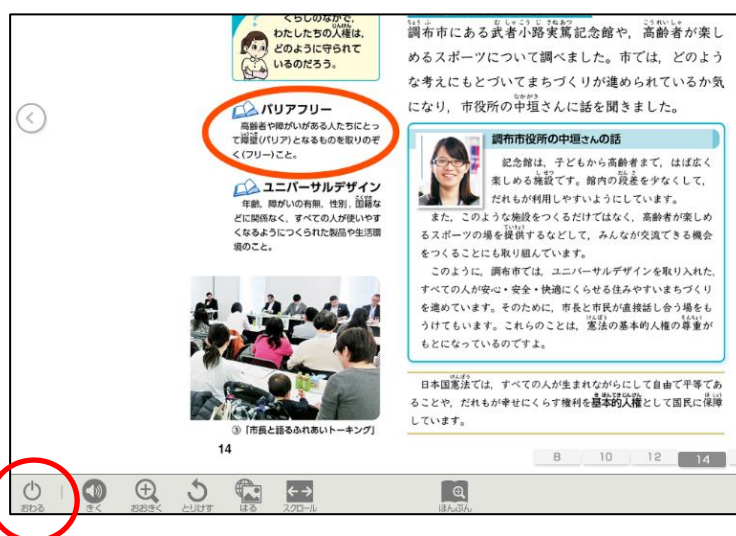 くらしのなかで，
わたしたちの人権は，
どのように守られて
いるのだろう。
バリアフリー
高齢者や障がいがある人たちにとっ
て障壁(バリア)となるものを取りのぞ
く(フリー)こと。
ユニバーサルデザイン
年齢，障がいの有無，性別，国籍な
どに関係なく，すべての人が使いやす
くなるようにつくられた製品や生活環
境のこと。
③「市長と語るふれあいトーキング」
14
調布市にある武者小路実篤記念館や，高齢者が楽し
めるスポーツについて調べました。市では，どのよう
な考えにもとづいてまちづくりが進められているか気
になり，市役所の中垣さんに話を聞きました。
調布市役所の中垣さんの話
記念館は，子どもから高齢者まで，はば広く
楽しめる施設です。館内の段差を少なくして，
だれもが利用しやすいようにしています。
また，このような施設をつくるだけではなく，高齢者が楽しめ
るスポーツの場を提供するなどして，みんなが交流できる機会
をつくることにも取り組んでいます。
このように，調布市では，ユニバーサルデザインを取り入れた，
すべての人が安心・安全・快適にくらせる住みやすいまちづくり
を進めています。そのために，市長と市民が直接話し合う場をも
うけてもいます。これらのことは，憲法の基本的人権の尊重が
もとになっているのですよ。
日本国憲法では，すべての人が生まれながらにして自由で平等であ
ることや，だれもが幸せにくらす権利を基本的人権として国民に保障
しています。
8 10 12 14
おわる きく おおきく とりけす はる スクロール ほんぶん